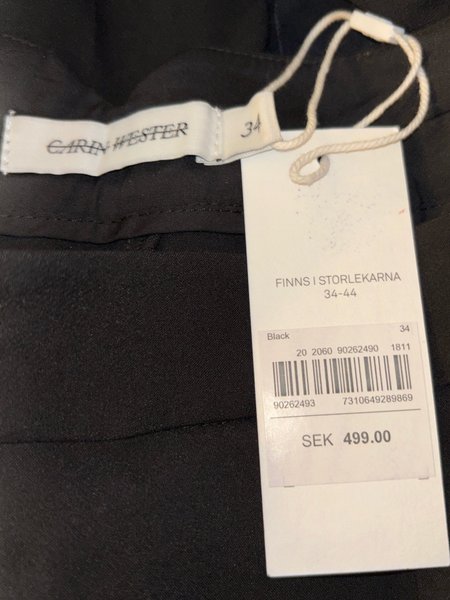 CARIN WESTER
34
FINNS I STORLEKARNA
34-44
Black 34
20 2060 90262490 1811
90262493 7310649289869
SEK 499.00